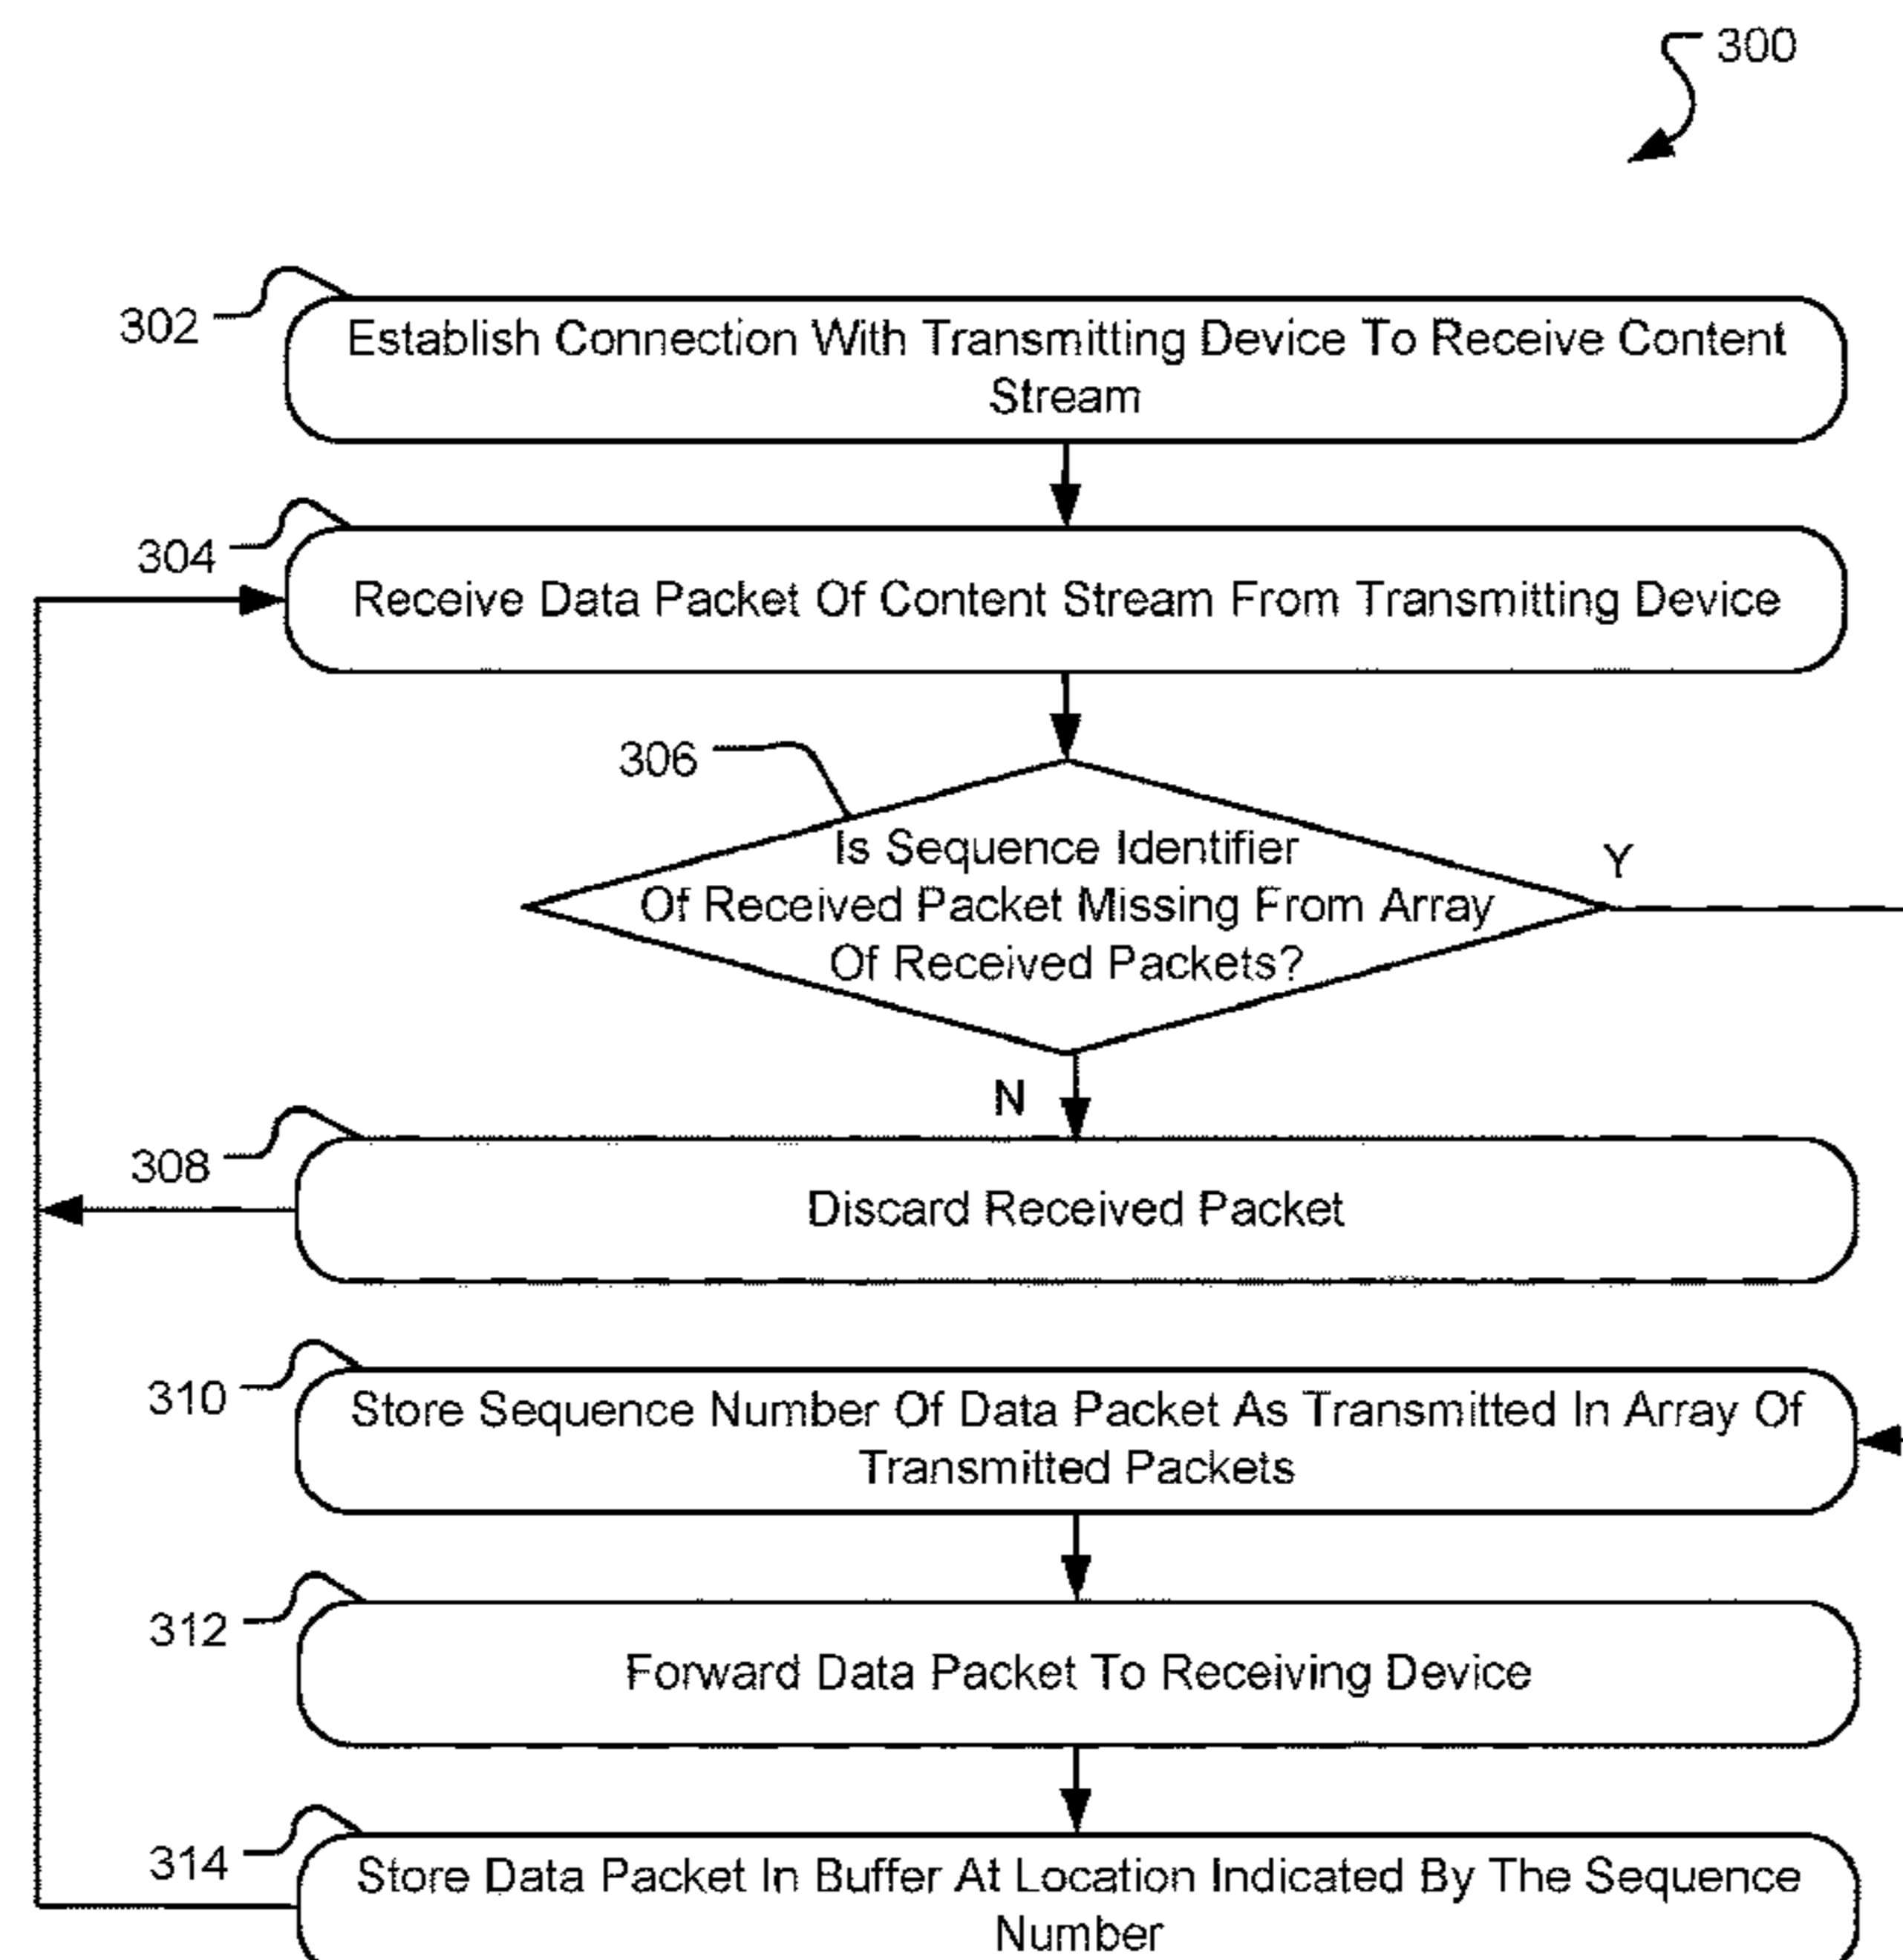 300
302
Establish Connection With Transmitting Device To Receive Content
Stream
304
Receive Data Packet Of Content Stream From Transmitting Device
306
Is Sequence Identifier
Of Received Packet Missing From Array
Of Received Packets?
Y
N
308
Discard Received Packet
310
Store Sequence Number Of Data Packet As Transmitted In Array Of
Transmitted Packets
312
Forward Data Packet To Receiving Device
314
Store Data Packet In Buffer At Location Indicated By The Sequence
Number